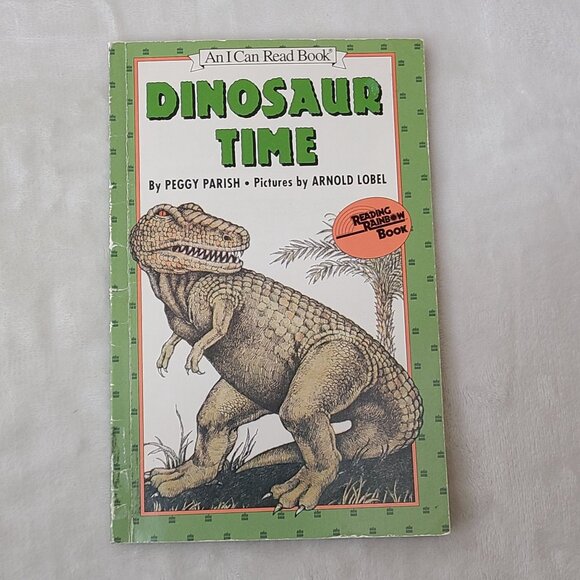 An I Can Read Book®
DINOSAUR
TIME
By PEGGY PARISH • Pictures by ARNOLD LOBEL
READING
RAINBOW
BOOK